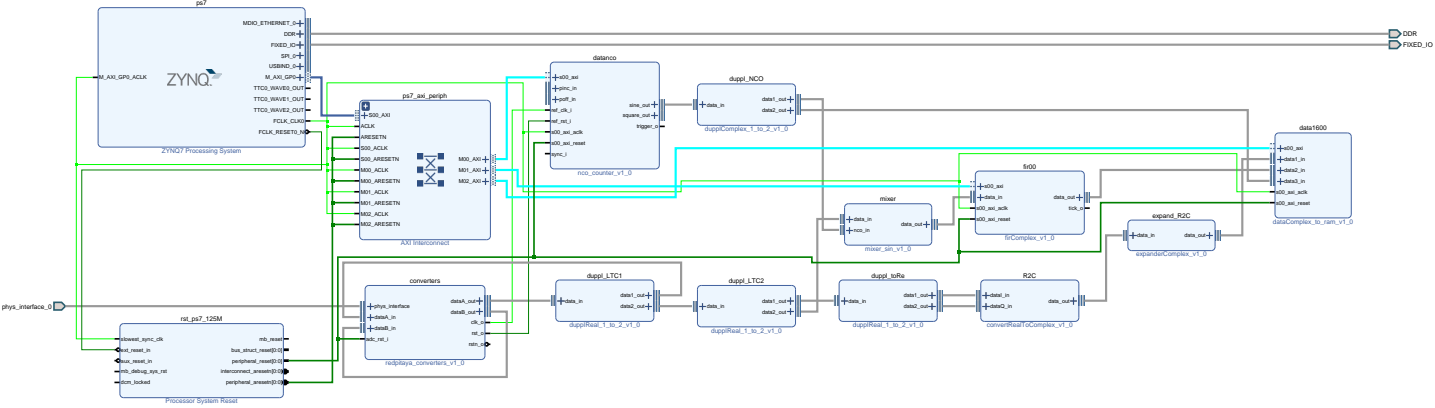 ps7
MDIO_ETHERNET_0
DDR
FIXED_IO
SPI_0
USBIND_0
M_AXI_GP0_ACLK
M_AXI_GP0
TTC0_WAVE0_OUT
TTC0_WAVE1_OUT
TTC0_WAVE2_OUT
FCLK_CLK0
FCLK_RESET0_N
ZYNQ
ZYNQ7 Processing System
DDR
FIXED_IO
ps7_axi_periph
S00_AXI
ACLK
ARESETN
S00_ACLK
S00_ARESETN
M00_ACLK
M00_ARESETN
M01_ACLK
M01_ARESETN
M02_ACLK
M02_ARESETN
M00_AXI
M01_AXI
M02_AXI
AXI Interconnect
datanco
s00_axi
pinc_in
poff_in
ref_clk_i
ref_rst_i
s00_axi_aclk
s00_axi_reset
sync_i
sine_out
square_out
trigger_o
nco_counter_v1_0
duppl_NCO
data_in
data1_out
data2_out
dupplComplex_1_to_2_v1_0
data1600
s00_axi
data1_in
data2_in
data3_in
s00_axi_aclk
s00_axi_reset
dataComplex_to_ram_v1_0
fir00
s00_axi
data_in
s00_axi_aclk
s00_axi_reset
data_out
tick_o
firComplex_v1_0
mixer
data_in
nco_in
data_out
mixer_sin_v1_0
expand_R2C
data_in
data_out
expanderComplex_v1_0
phys_interface_0
converters
phys_interface
dataA_in
dataB_in
adc_rst_i
dataA_out
dataB_out
clk_o
rst_o
rstn_o
redpitaya_converters_v1_0
duppl_LTC1
data_in
data1_out
data2_out
dupplReal_1_to_2_v1_0
duppl_LTC2
data_in
data1_out
data2_out
dupplReal_1_to_2_v1_0
duppl_toRe
data_in
data1_out
data2_out
dupplReal_1_to_2_v1_0
R2C
dataI_in
dataQ_in
data_out
convertRealToComplex_v1_0
rst_ps7_125M
slowest_sync_clk
ext_reset_in
aux_reset_in
mb_debug_sys_rst
dcm_locked
mb_reset
bus_struct_reset[0:0]
peripheral_reset[0:0]
interconnect_aresetn[0:0]
peripheral_aresetn[0:0]
Processor System Reset